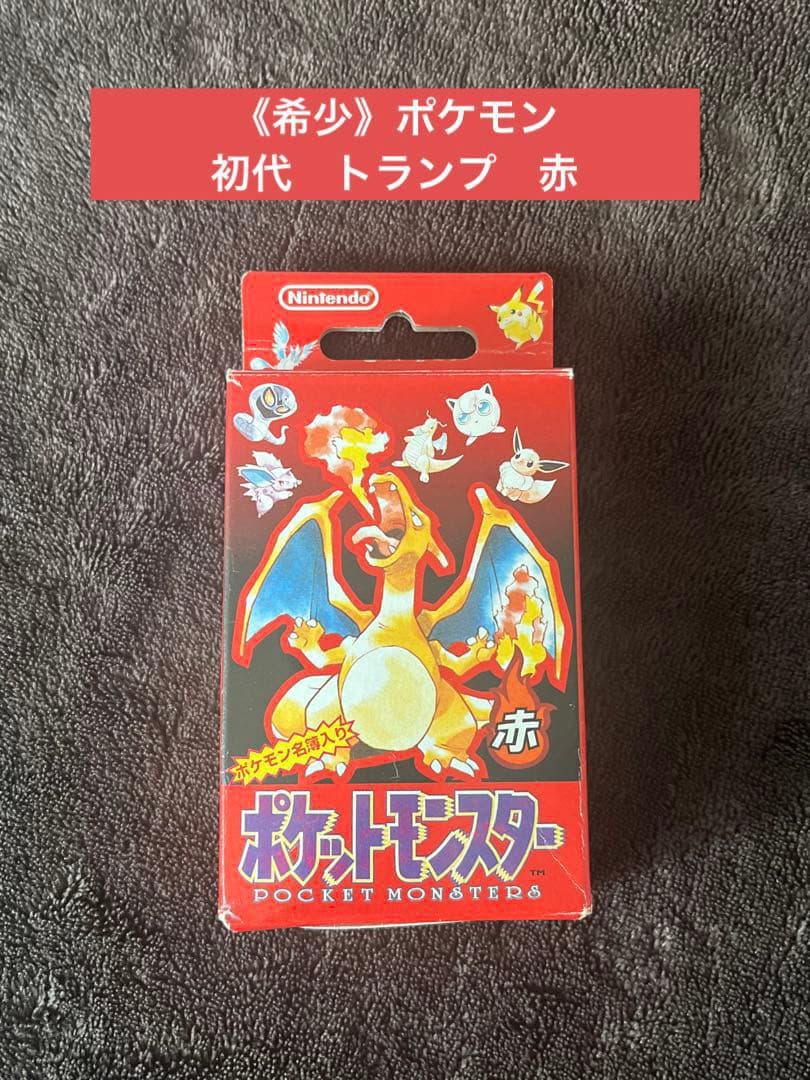 《希少》ポケモン
初代　トランプ　赤
Nintendo
赤
ポケモン名簿入り
ポケットモンスター
TM
POCKET MONSTERS